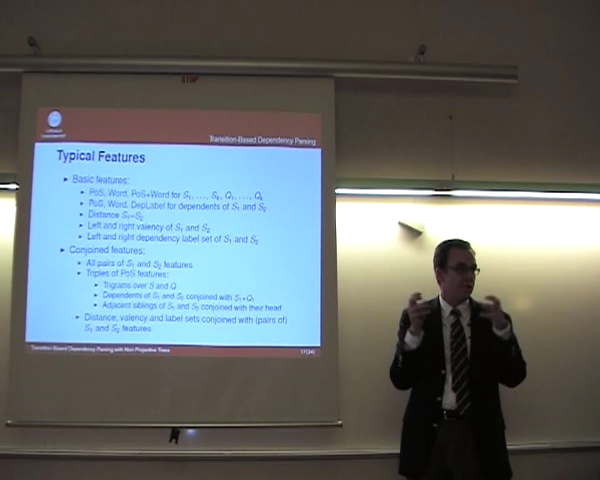 STOP
Transition-Based Dependency Parsing
Typical Features
Basic features:
PoS, Word, PoS+Word for S₁, . . . , Sₖ, Q₁, . . . , Qₖ
PoS, Word, DepLabel for dependents of S₁ and S₂
Distance S₁–S₂
Left and right valency of S₁ and S₂
Left and right dependency label set of S₁ and S₂
Conjoined features:
All pairs of S₁ and S₂ features
Triples of PoS features:
Trigrams over S and Q
Dependents of S₁ and S₂ conjoined with S₁+Q₁
Adjacent siblings of S₁ and S₂ conjoined with their head
Distance, valency and label sets conjoined with (pairs of)
S₁ and S₂ features
Transition-Based Dependency Parsing with Non-Projective Trees
17(34)